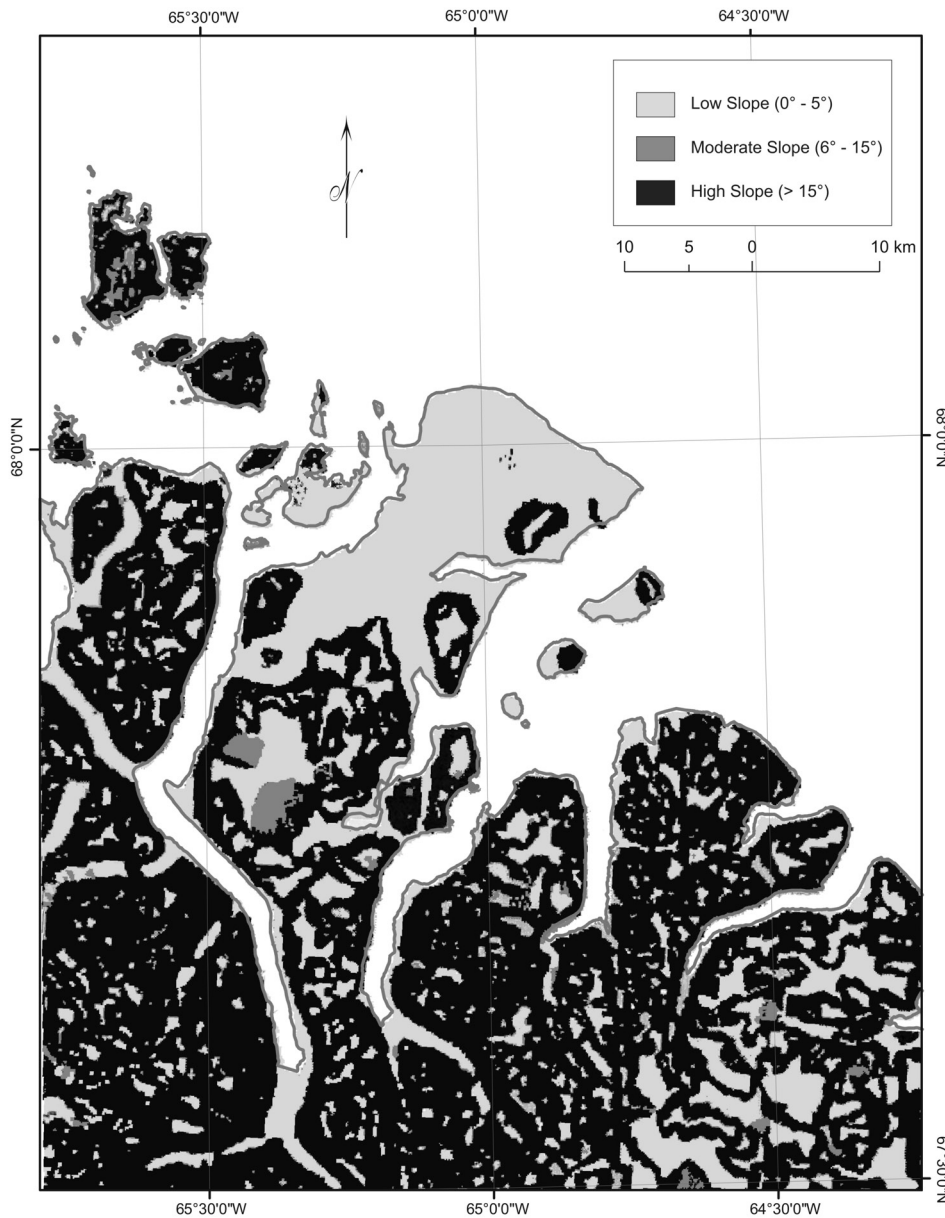 65°30'0"W 65°0'0"W 64°30'0"W
Low Slope (0° - 5°)
Moderate Slope (6° - 15°)
High Slope (> 15°)
N
10 5 0 10 km
68°0'0"N 68°0'0"N
67°30'0"N
65°30'0"W 65°0'0"W 64°30'0"W